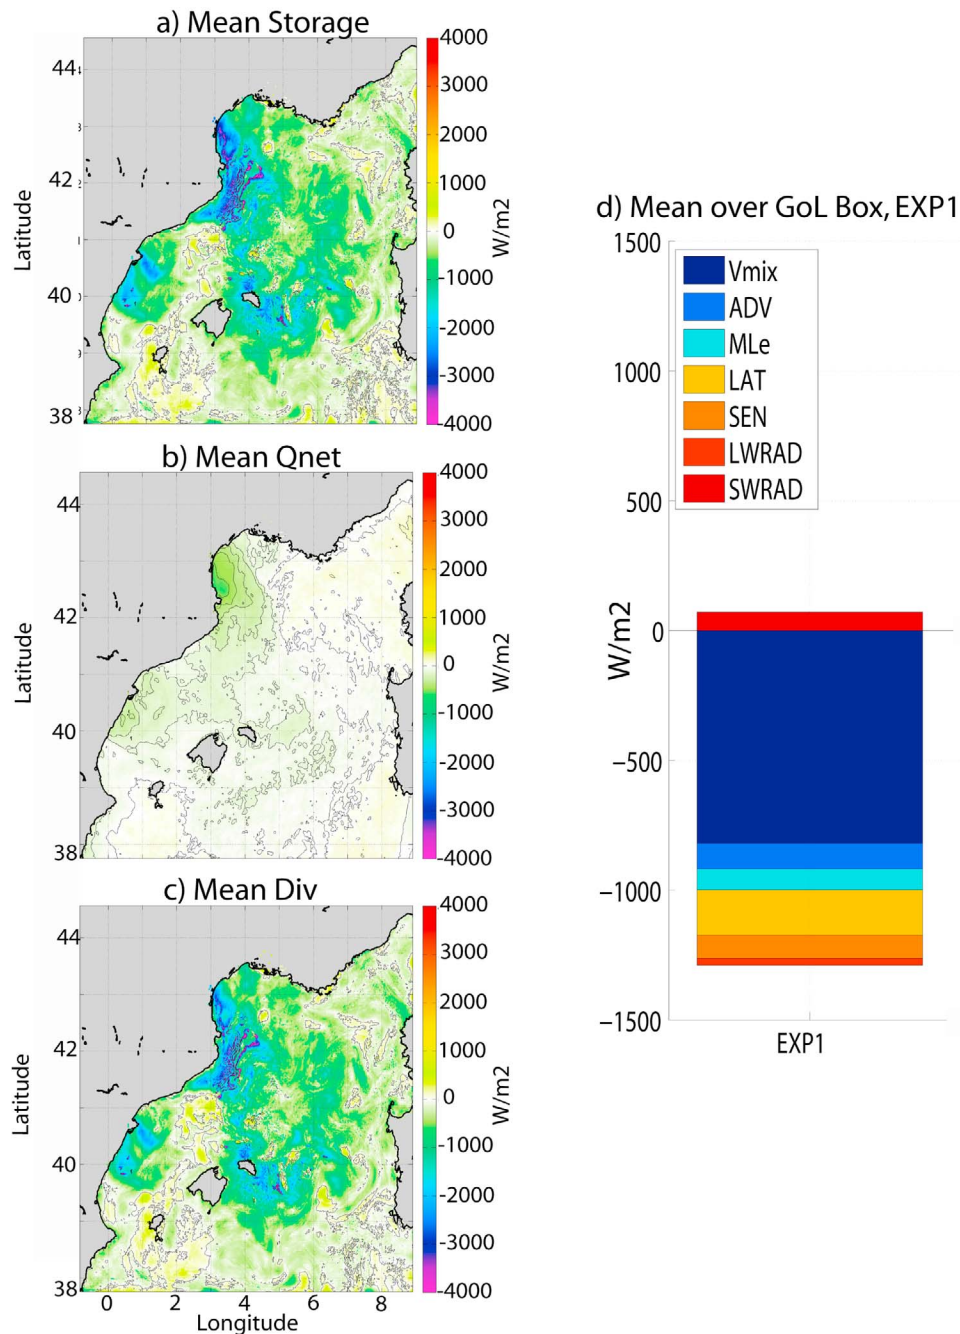 a) Mean Storage
44
42
40
38
Latitude
4000
3000
2000
1000
0
-1000
-2000
-3000
-4000
W/m2
b) Mean Qnet
44
42
40
38
Latitude
4000
3000
2000
1000
0
-1000
-2000
-3000
-4000
W/m2
c) Mean Div
44
42
40
38
Latitude
0 2 4 6 8
Longitude
4000
3000
2000
1000
0
-1000
-2000
-3000
-4000
W/m2
d) Mean over GoL Box, EXP1
1500
1000
500
0
−500
−1000
−1500
W/m2
Vmix
ADV
MLe
LAT
SEN
LWRAD
SWRAD
EXP1